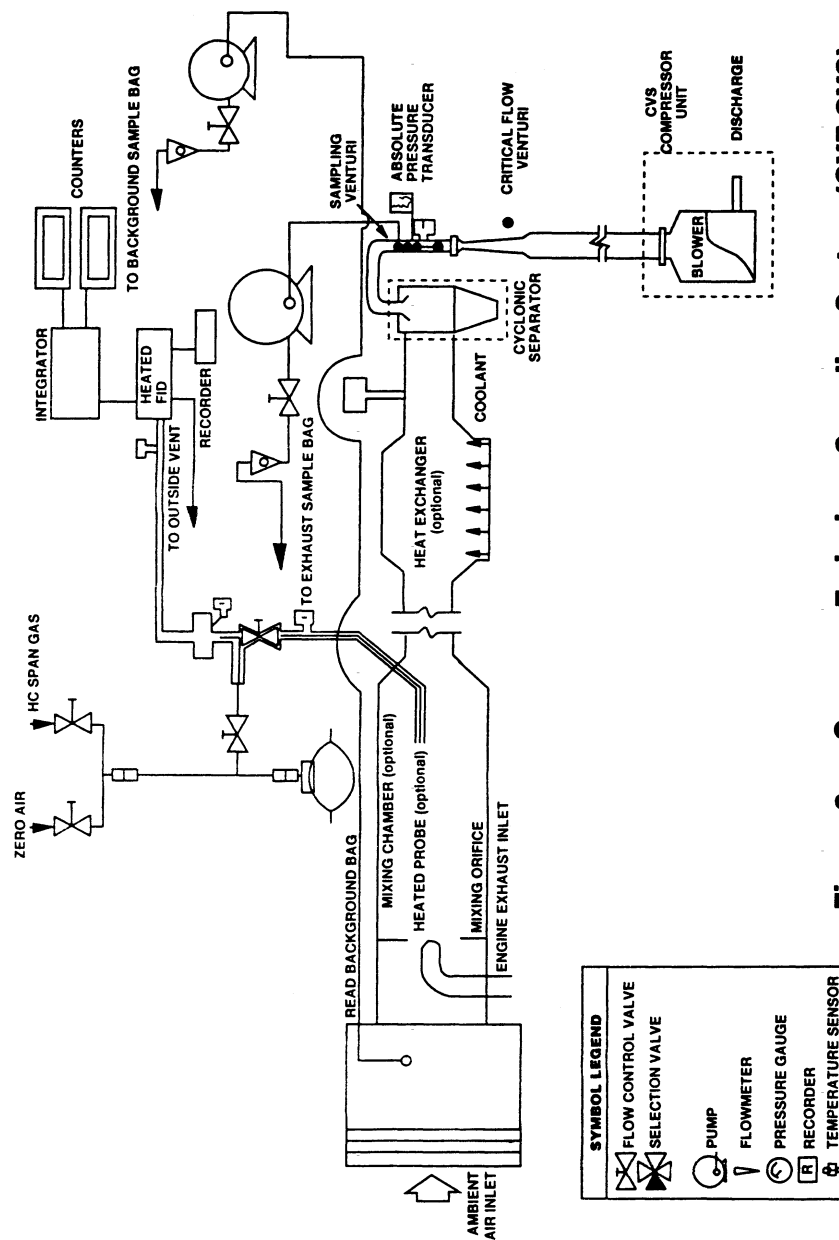 ZERO AIR
HC SPAN GAS
INTEGRATOR
COUNTERS
HEATED
FID
RECORDER
TO OUTSIDE VENT
TO BACKGROUND SAMPLE BAG
TO EXHAUST SAMPLE BAG
SAMPLING
VENTURI
ABSOLUTE
PRESSURE
TRANSDUCER
READ BACKGROUND BAG
MIXING CHAMBER (optional)
HEATED PROBE (optional)
MIXING ORIFICE
ENGINE EXHAUST INLET
HEAT EXCHANGER
(optional)
COOLANT
CYCLONIC
SEPARATOR
CRITICAL FLOW
VENTURI
CVS
COMPRESSOR
UNIT
BLOWER
DISCHARGE
AMBIENT
AIR INLET
SYMBOL LEGEND
FLOW CONTROL VALVE
SELECTION VALVE
PUMP
FLOWMETER
PRESSURE GAUGE
R RECORDER
TEMPERATURE SENSOR